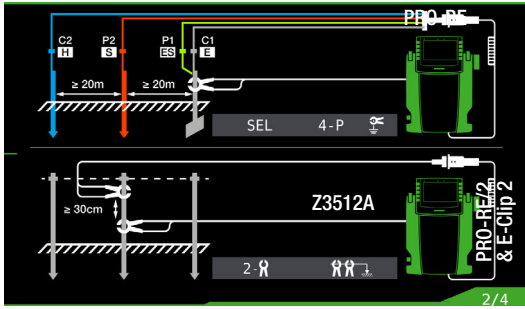 PRO-RE
C2
H
P2
S
P1
ES
C1
E
≥ 20m
≥ 20m
SEL 4-P
≥ 30cm
Z3512A
PRO-RE/2
& E-Clip 2
2-
2/4